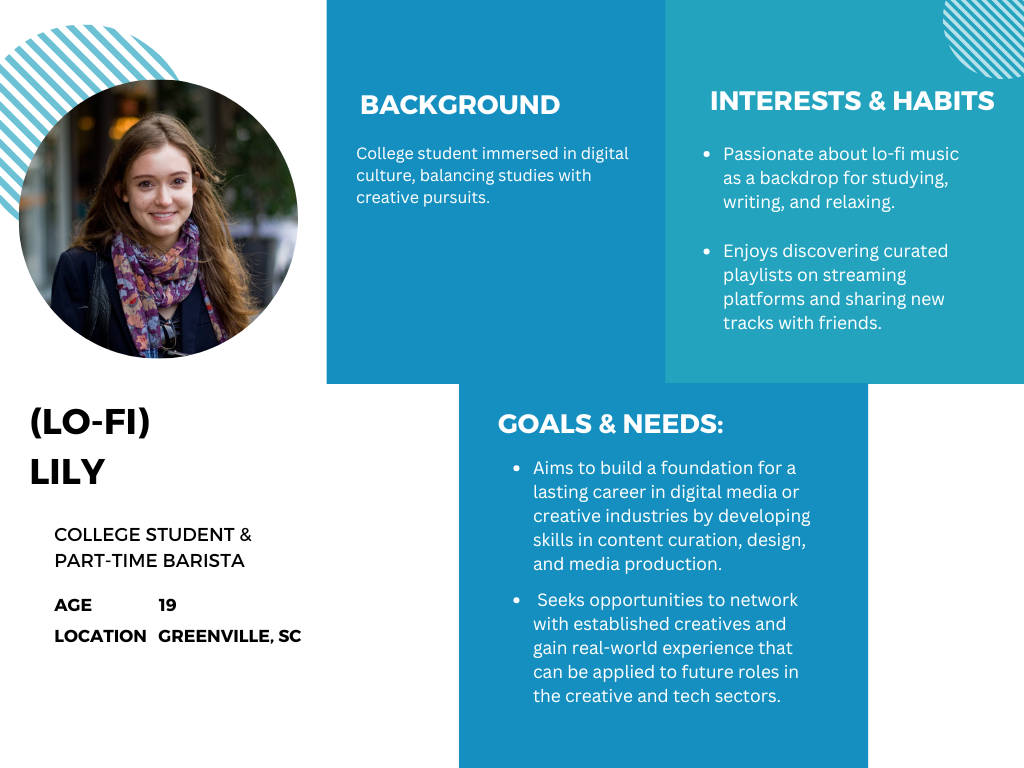 (LO-FI)
LILY
COLLEGE STUDENT &
PART-TIME BARISTA
AGE 19
LOCATION GREENVILLE, SC
BACKGROUND
College student immersed in digital
culture, balancing studies with
creative pursuits.
INTERESTS & HABITS
• Passionate about lo-fi music
as a backdrop for studying,
writing, and relaxing.
• Enjoys discovering curated
playlists on streaming
platforms and sharing new
tracks with friends.
GOALS & NEEDS:
• Aims to build a foundation for a
lasting career in digital media or
creative industries by developing
skills in content curation, design,
and media production.
• Seeks opportunities to network
with established creatives and
gain real-world experience that
can be applied to future roles in
the creative and tech sectors.